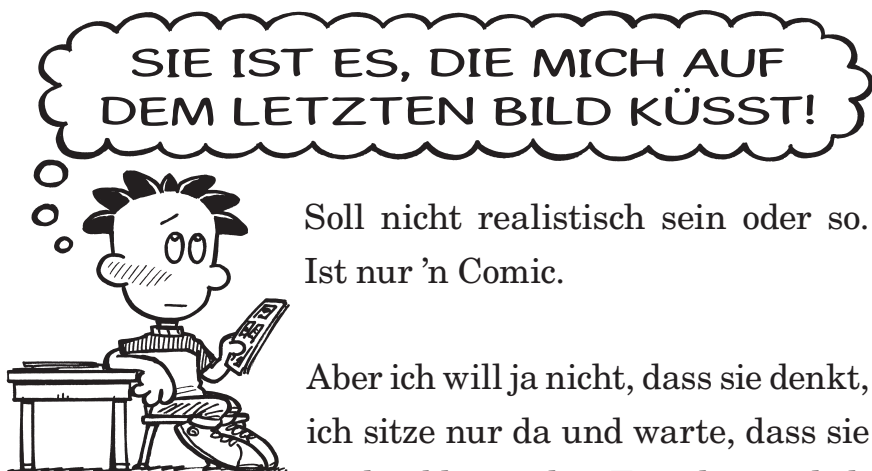 SIE IST ES, DIE MICH AUF
DEM LETZTEN BILD KÜSST!
Soll nicht realistisch sein oder so.
Ist nur ’n Comic.
Aber ich will ja nicht, dass sie denkt,
ich sitze nur da und warte, dass sie